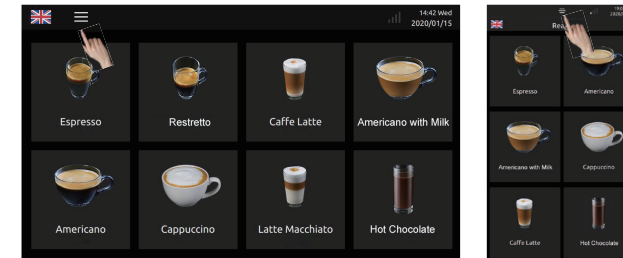 14:42 Wed
2020/01/15
Espresso
Restretto
Caffe Latte
Americano with Milk
Americano
Cappuccino
Latte Macchiato
Hot Chocolate
Espresso
Americano
Americano with Milk
Cappuccino
Caffe Latte
Hot Chocolate